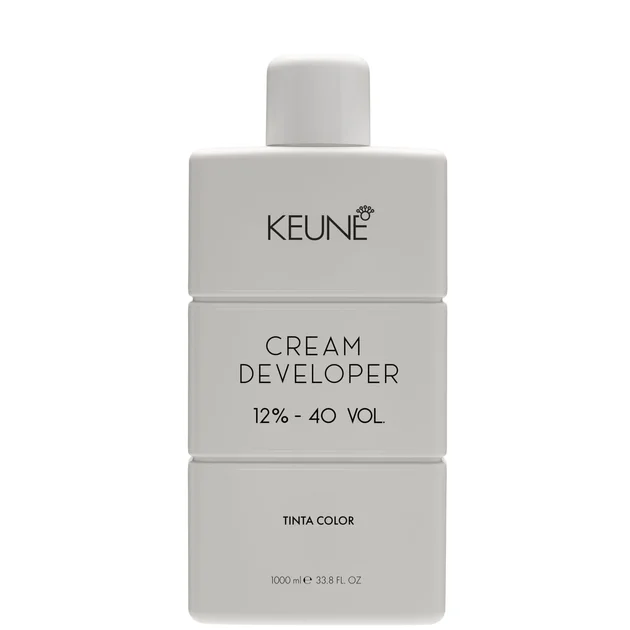 KEUNE
CREAM
DEVELOPER
12% - 40 VOL.
TINTA COLOR
1000 ml ℮ 33.8 FL. OZ